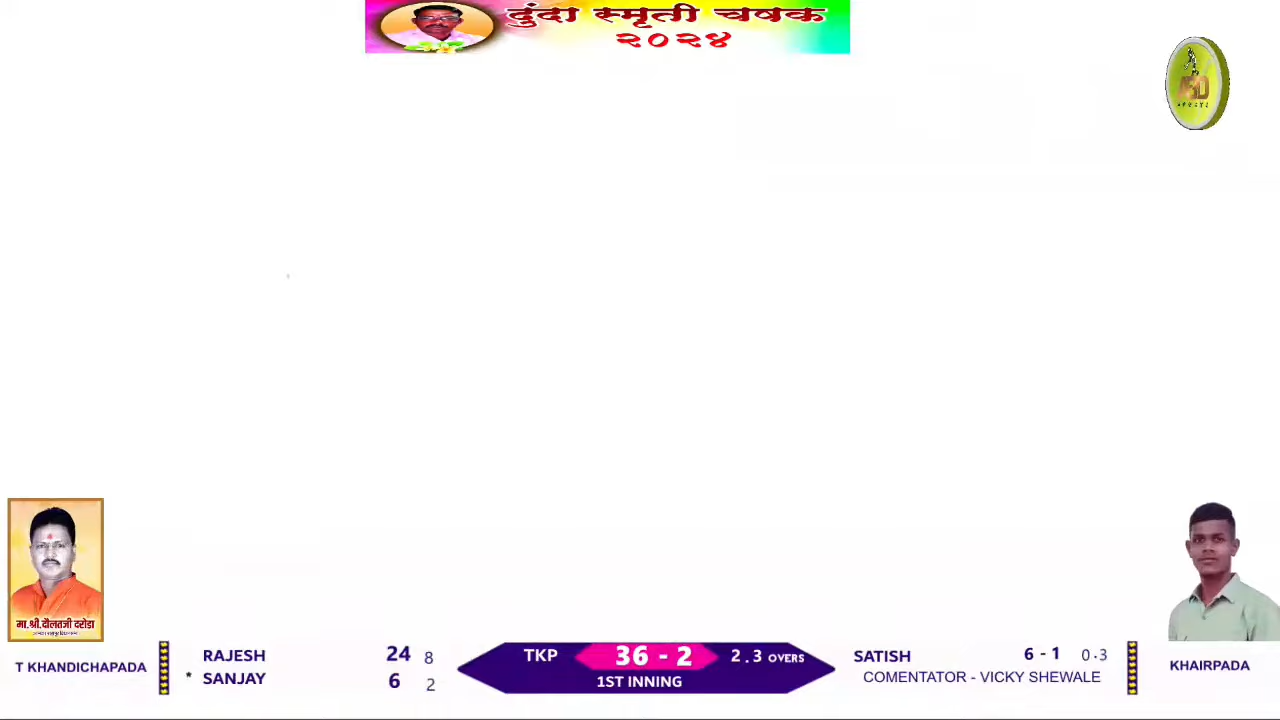 दुंदा स्मृती चषक
२०२४
मा.श्री.दौलतजी दरोडा
T KHANDICHAPADA
RAJESH 24 8
* SANJAY 6 2
TKP 36 - 2 2.3 OVERS
1ST INNING
SATISH 6 - 1 0.3
COMENTATOR - VICKY SHEWALE
KHAIRPADA